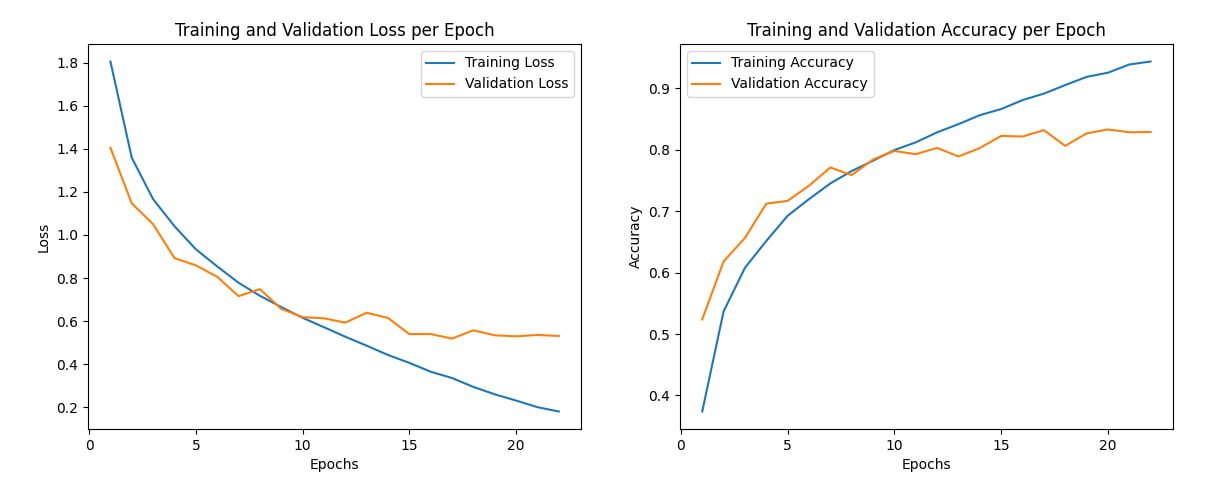 Training and Validation Loss per Epoch
Training Loss
Validation Loss
1.8
1.6
1.4
1.2
1.0
0.8
0.6
0.4
0.2
Loss
0
5
10
15
20
Epochs
Training and Validation Accuracy per Epoch
Training Accuracy
Validation Accuracy
0.9
0.8
0.7
0.6
0.5
0.4
Accuracy
0
5
10
15
20
Epochs